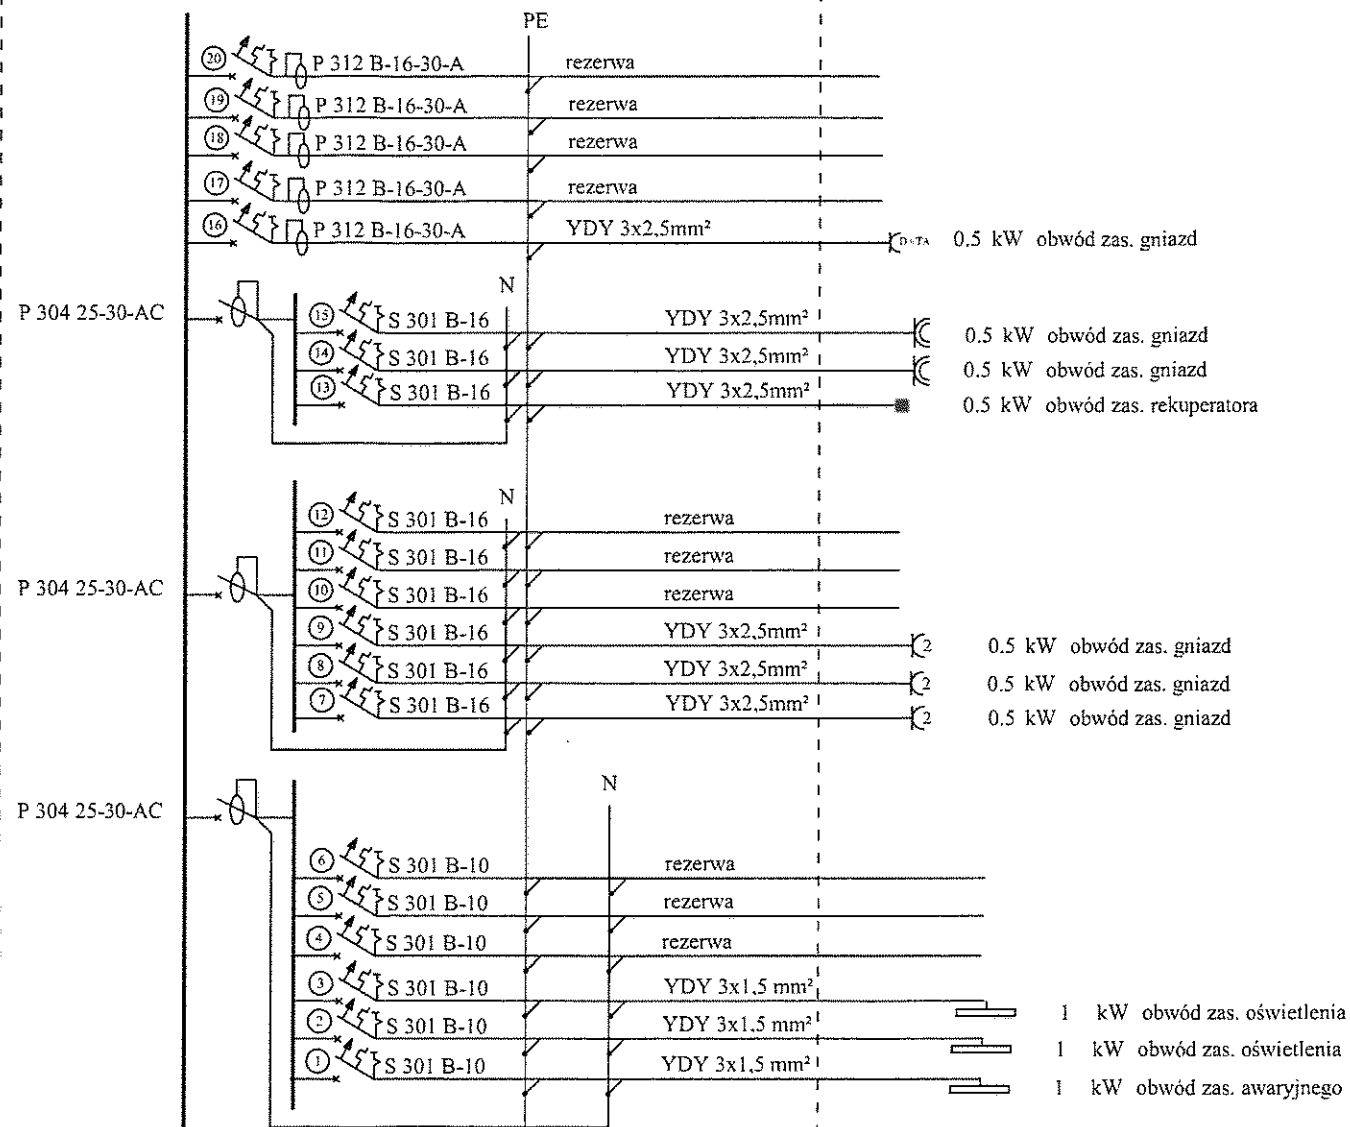 PE
20 P 312 B-16-30-A rezerwa
19 P 312 B-16-30-A rezerwa
18 P 312 B-16-30-A rezerwa
17 P 312 B-16-30-A rezerwa
16 P 312 B-16-30-A YDY 3x2,5mm² DATA 0.5 kW obwód zas. gniazd
N
P 304 25-30-AC
15 S 301 B-16 YDY 3x2,5mm² 0.5 kW obwód zas. gniazd
14 S 301 B-16 YDY 3x2,5mm² 0.5 kW obwód zas. gniazd
13 S 301 B-16 YDY 3x2,5mm² 0.5 kW obwód zas. rekuperatora
N
12 S 301 B-16 rezerwa
11 S 301 B-16 rezerwa
P 304 25-30-AC
10 S 301 B-16 rezerwa
9 S 301 B-16 YDY 3x2,5mm² 2 0.5 kW obwód zas. gniazd
8 S 301 B-16 YDY 3x2,5mm² 2 0.5 kW obwód zas. gniazd
7 S 301 B-16 YDY 3x2,5mm² 2 0.5 kW obwód zas. gniazd
N
P 304 25-30-AC
6 S 301 B-10 rezerwa
5 S 301 B-10 rezerwa
4 S 301 B-10 rezerwa
3 S 301 B-10 YDY 3x1,5 mm² 1 kW obwód zas. oświetlenia
2 S 301 B-10 YDY 3x1,5 mm² 1 kW obwód zas. oświetlenia
1 S 301 B-10 YDY 3x1,5 mm² 1 kW obwód zas. awaryjnego